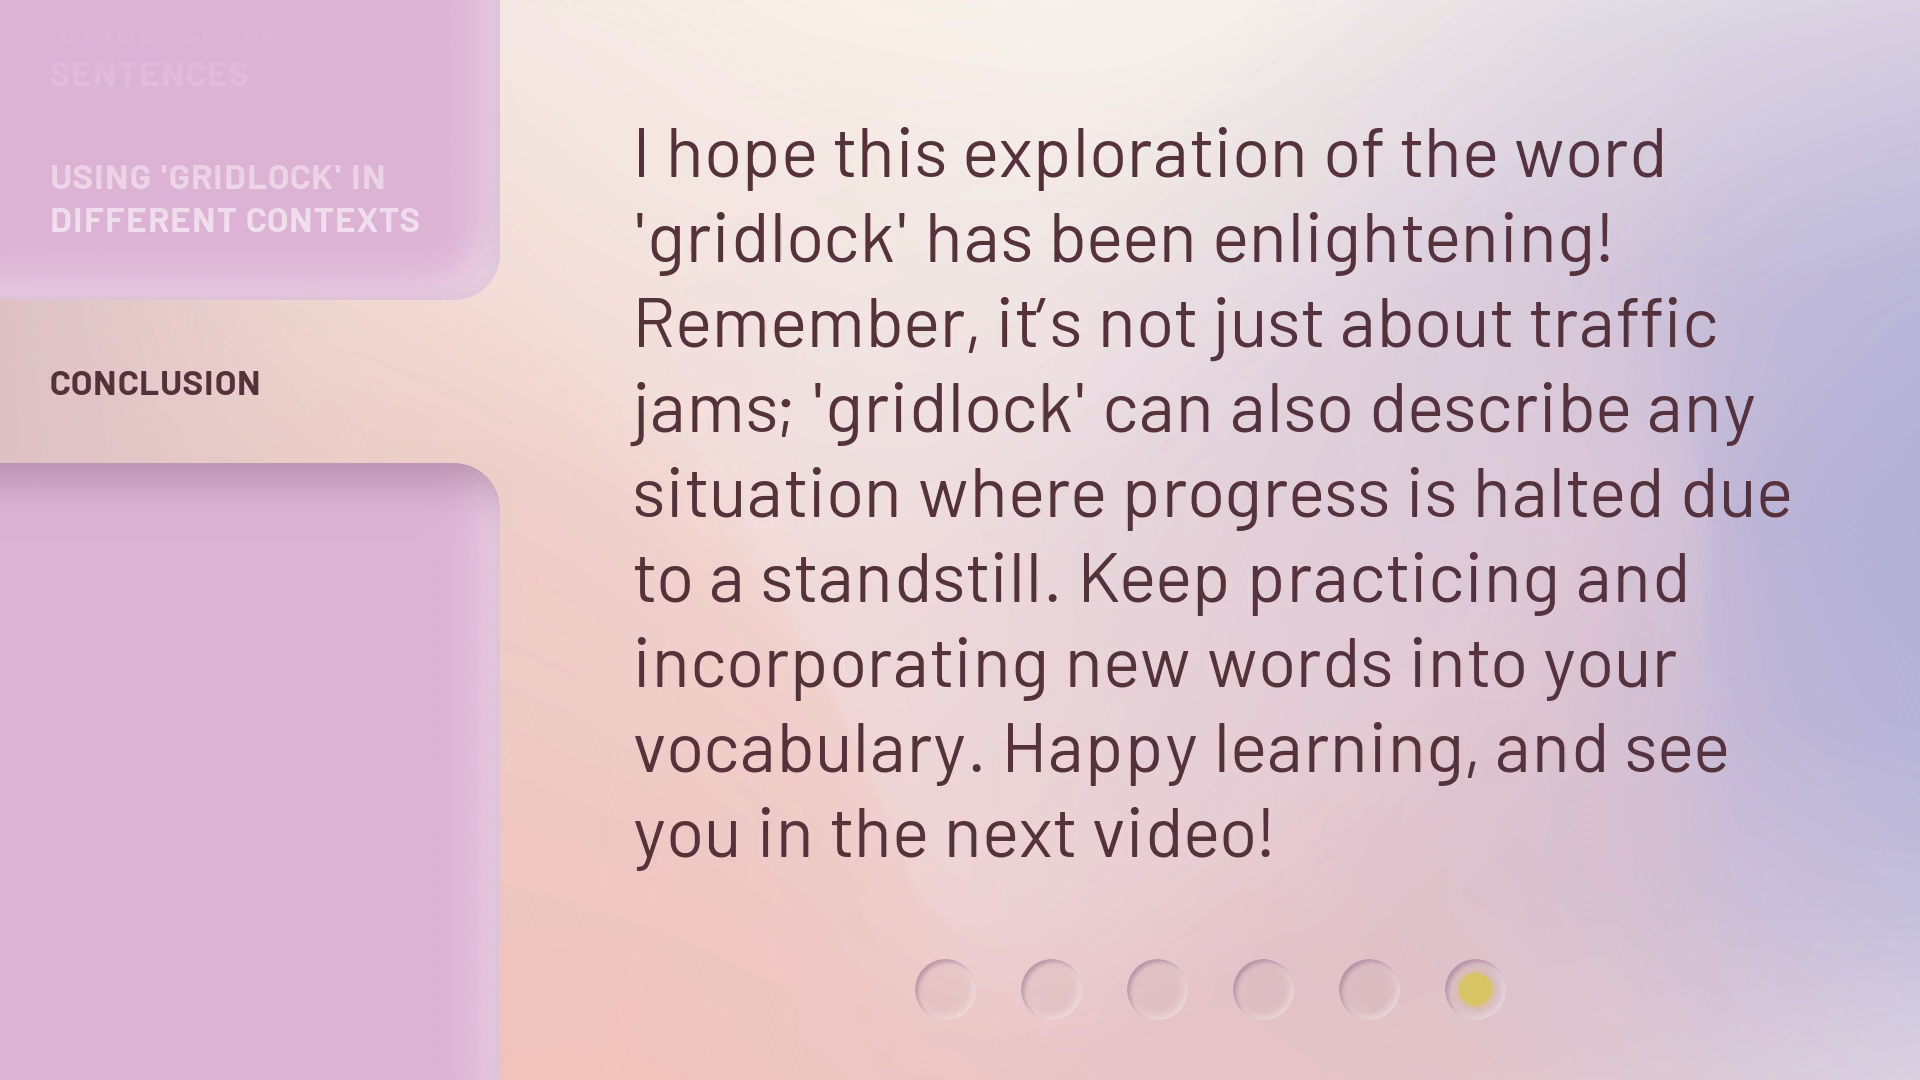 'GRIDLOCK' IN
SENTENCES
USING 'GRIDLOCK' IN
DIFFERENT CONTEXTS
CONCLUSION
I hope this exploration of the word
'gridlock' has been enlightening!
Remember, it’s not just about traffic
jams; 'gridlock' can also describe any
situation where progress is halted due
to a standstill. Keep practicing and
incorporating new words into your
vocabulary. Happy learning, and see
you in the next video!